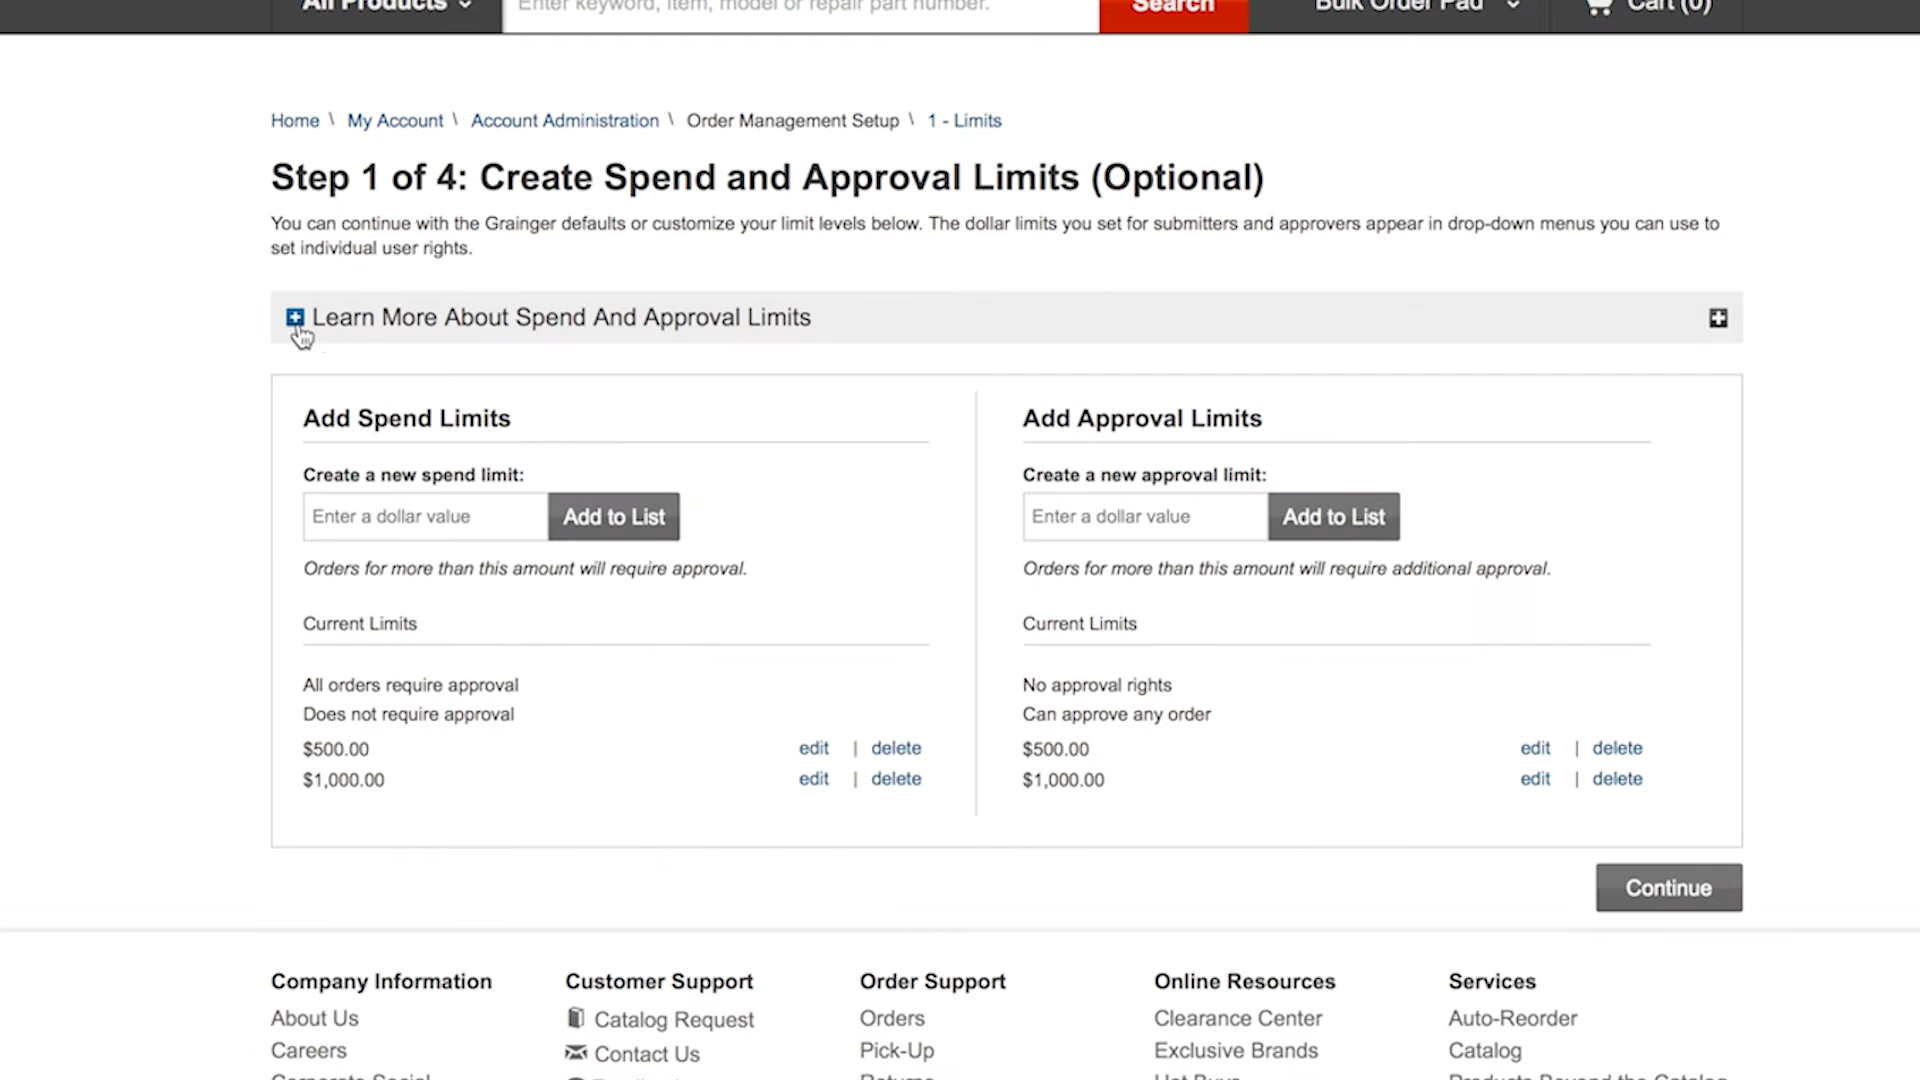 All Products
Enter keyword, item, model or repair part number.
Search
Bulk Order Pad
Cart (0)
Home \ My Account \ Account Administration \ Order Management Setup \ 1 - Limits
Step 1 of 4: Create Spend and Approval Limits (Optional)
You can continue with the Grainger defaults or customize your limit levels below. The dollar limits you set for submitters and approvers appear in drop-down menus you can use to
set individual user rights.
Learn More About Spend And Approval Limits
Add Spend Limits
Create a new spend limit:
Enter a dollar value
Add to List
Orders for more than this amount will require approval.
Current Limits
All orders require approval
Does not require approval
$500.00 edit | delete
$1,000.00 edit | delete
Add Approval Limits
Create a new approval limit:
Enter a dollar value
Add to List
Orders for more than this amount will require additional approval.
Current Limits
No approval rights
Can approve any order
$500.00 edit | delete
$1,000.00 edit | delete
Continue
Company Information
About Us
Careers
Corporate Social
Customer Support
Catalog Request
Contact Us
Order Support
Orders
Pick-Up
Returns
Online Resources
Clearance Center
Exclusive Brands
Hot Buys
Services
Auto-Reorder
Catalog
Products Beyond the Catalog